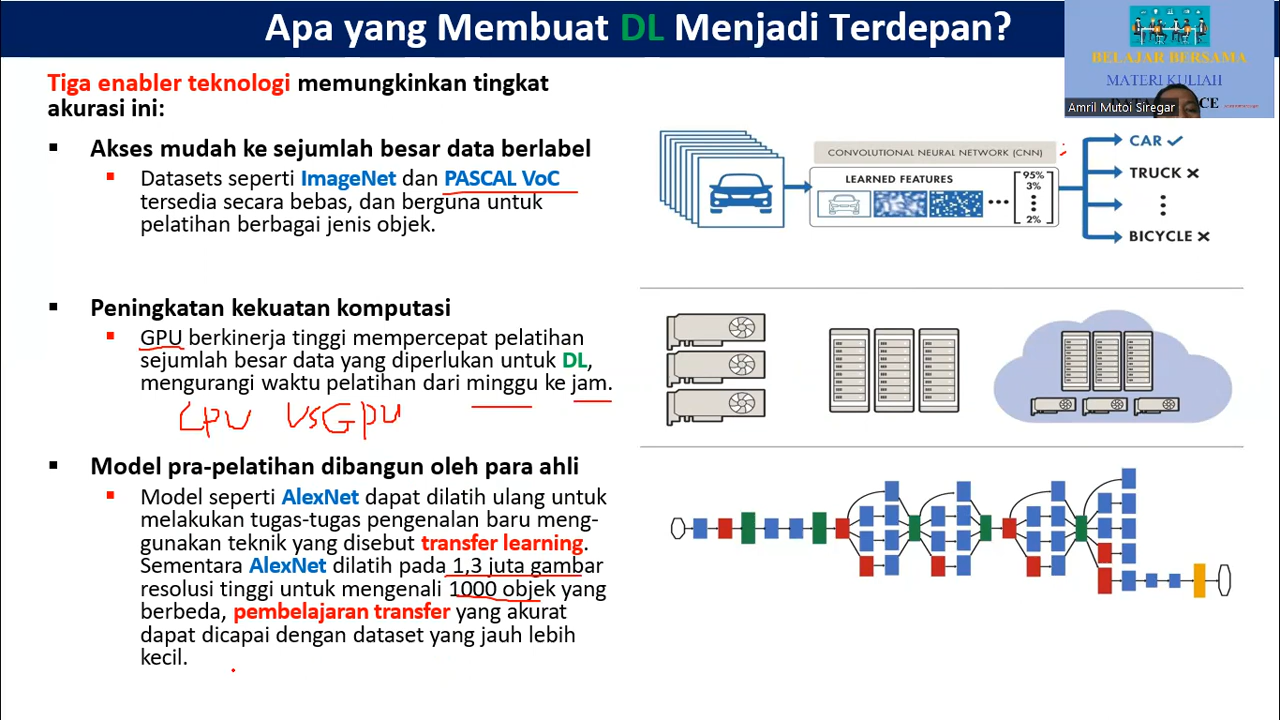 Apa yang Membuat DL Menjadi Terdepan?
BELAJAR BERSAMA
MATERI KULIAH
CE
Amril Mutoi Siregar
Tiga enabler teknologi memungkinkan tingkat
akurasi ini:
Akses mudah ke sejumlah besar data berlabel
Datasets seperti ImageNet dan PASCAL VoC
tersedia secara bebas, dan berguna untuk
pelatihan berbagai jenis objek.
CONVOLUTIONAL NEURAL NETWORK (CNN)
LEARNED FEATURES
95%
3%
2%
CAR
TRUCK
BICYCLE
Peningkatan kekuatan komputasi
GPU berkinerja tinggi mempercepat pelatihan
sejumlah besar data yang diperlukan untuk DL,
mengurangi waktu pelatihan dari minggu ke jam.
CPU VS GPU
Model pra-pelatihan dibangun oleh para ahli
Model seperti AlexNet dapat dilatih ulang untuk
melakukan tugas-tugas pengenalan baru meng-
gunakan teknik yang disebut transfer learning.
Sementara AlexNet dilatih pada 1,3 juta gambar
resolusi tinggi untuk mengenali 1000 objek yang
berbeda, pembelajaran transfer yang akurat
dapat dicapai dengan dataset yang jauh lebih
kecil.